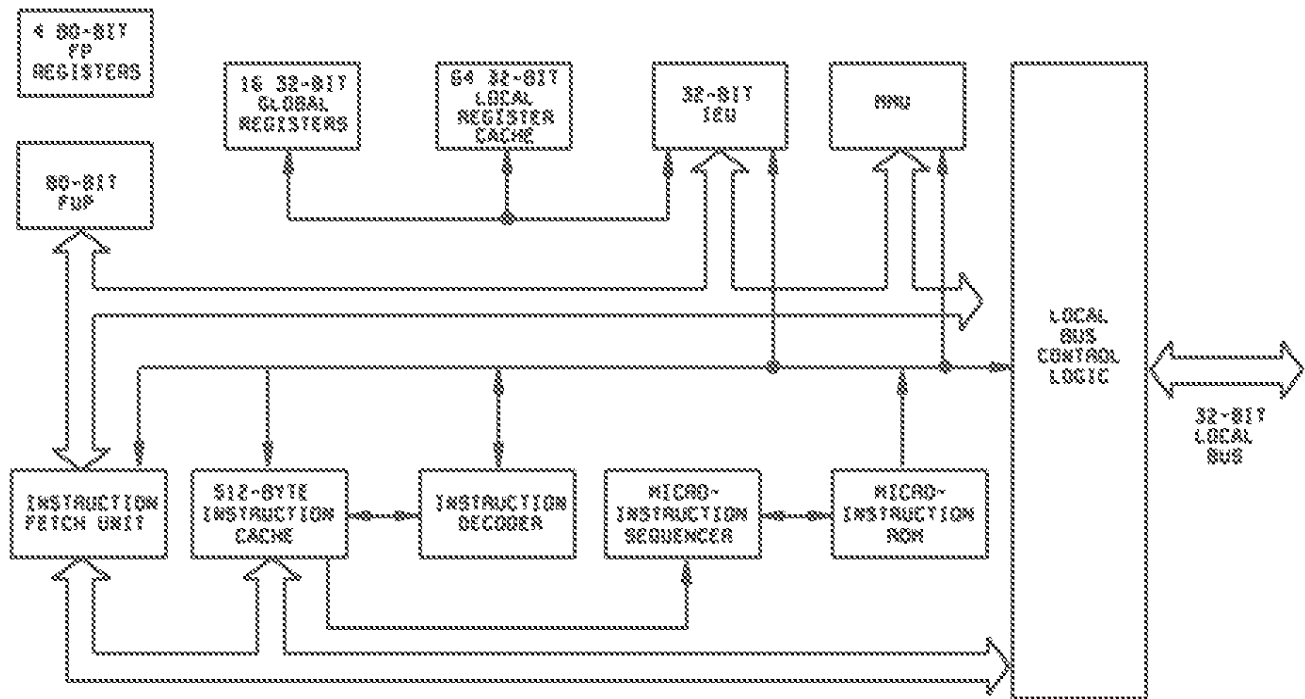 4 80-BIT
FP
REGISTERS
16 32-BIT
GLOBAL
REGISTERS
64 32-BIT
LOCAL
REGISTER
CACHE
32-BIT
IEU
MMU
80-BIT
FUP
LOCAL
BUS
CONTROL
LOGIC
32-BIT
LOCAL
BUS
INSTRUCTION
FETCH UNIT
512-BYTE
INSTRUCTION
CACHE
INSTRUCTION
DECODER
MICRO-
INSTRUCTION
SEQUENCER
MICRO-
INSTRUCTION
ROM